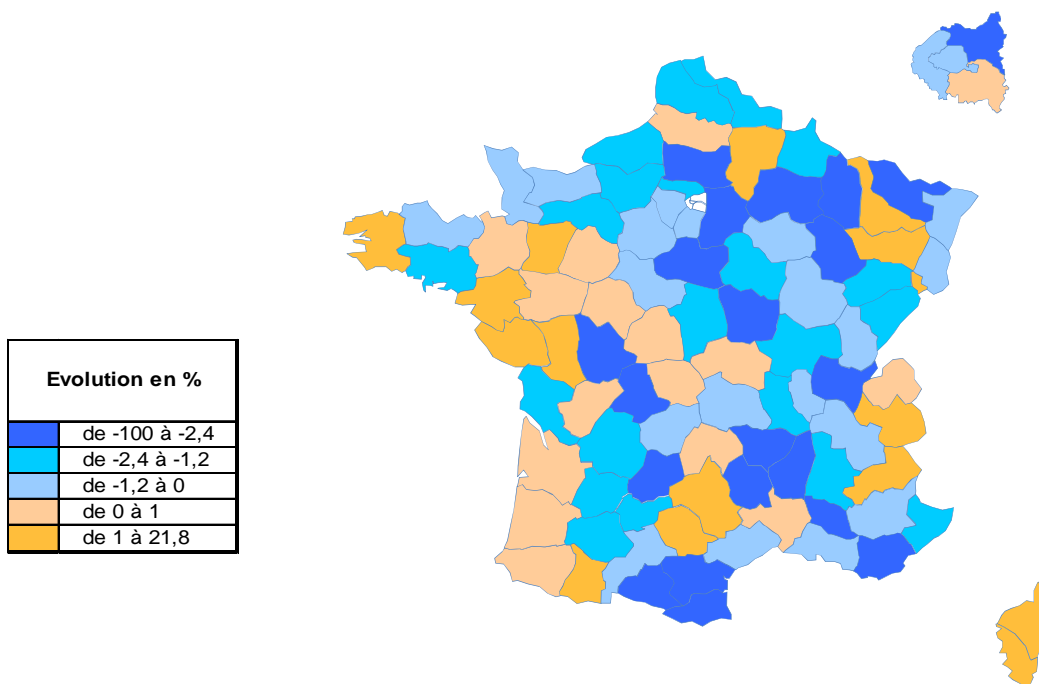 Evolution en %
de -100 à -2,4
de -2,4 à -1,2
de -1,2 à 0
de 0 à 1
de 1 à 21,8